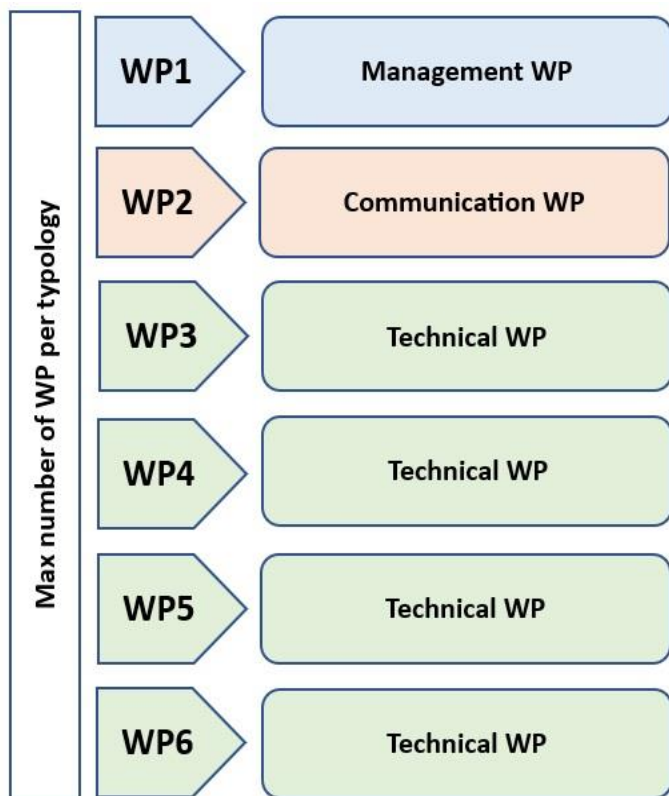 Max number of WP per typology
WP1
Management WP
WP2
Communication WP
WP3
Technical WP
WP4
Technical WP
WP5
Technical WP
WP6
Technical WP